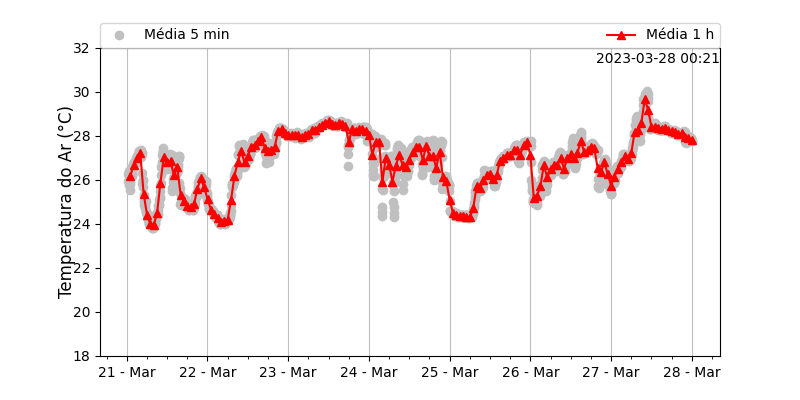 Média 5 min
Média 1 h
2023-03-28 00:21
Temperatura do Ar (°C)
32
30
28
26
24
22
20
18
21 - Mar
22 - Mar
23 - Mar
24 - Mar
25 - Mar
26 - Mar
27 - Mar
28 - Mar